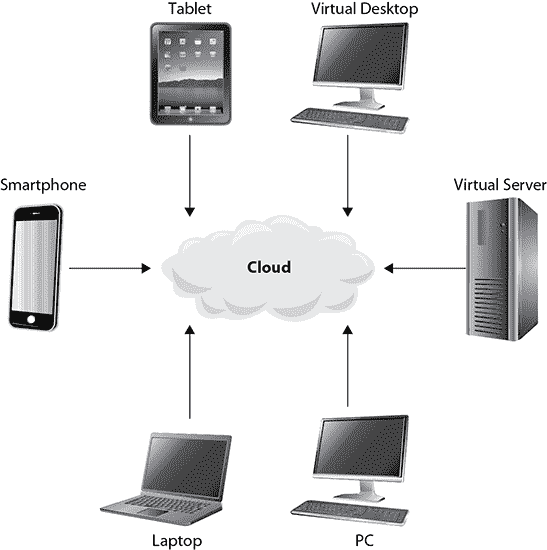 Tablet
Virtual Desktop
Smartphone
Virtual Server
Cloud
Laptop
PC